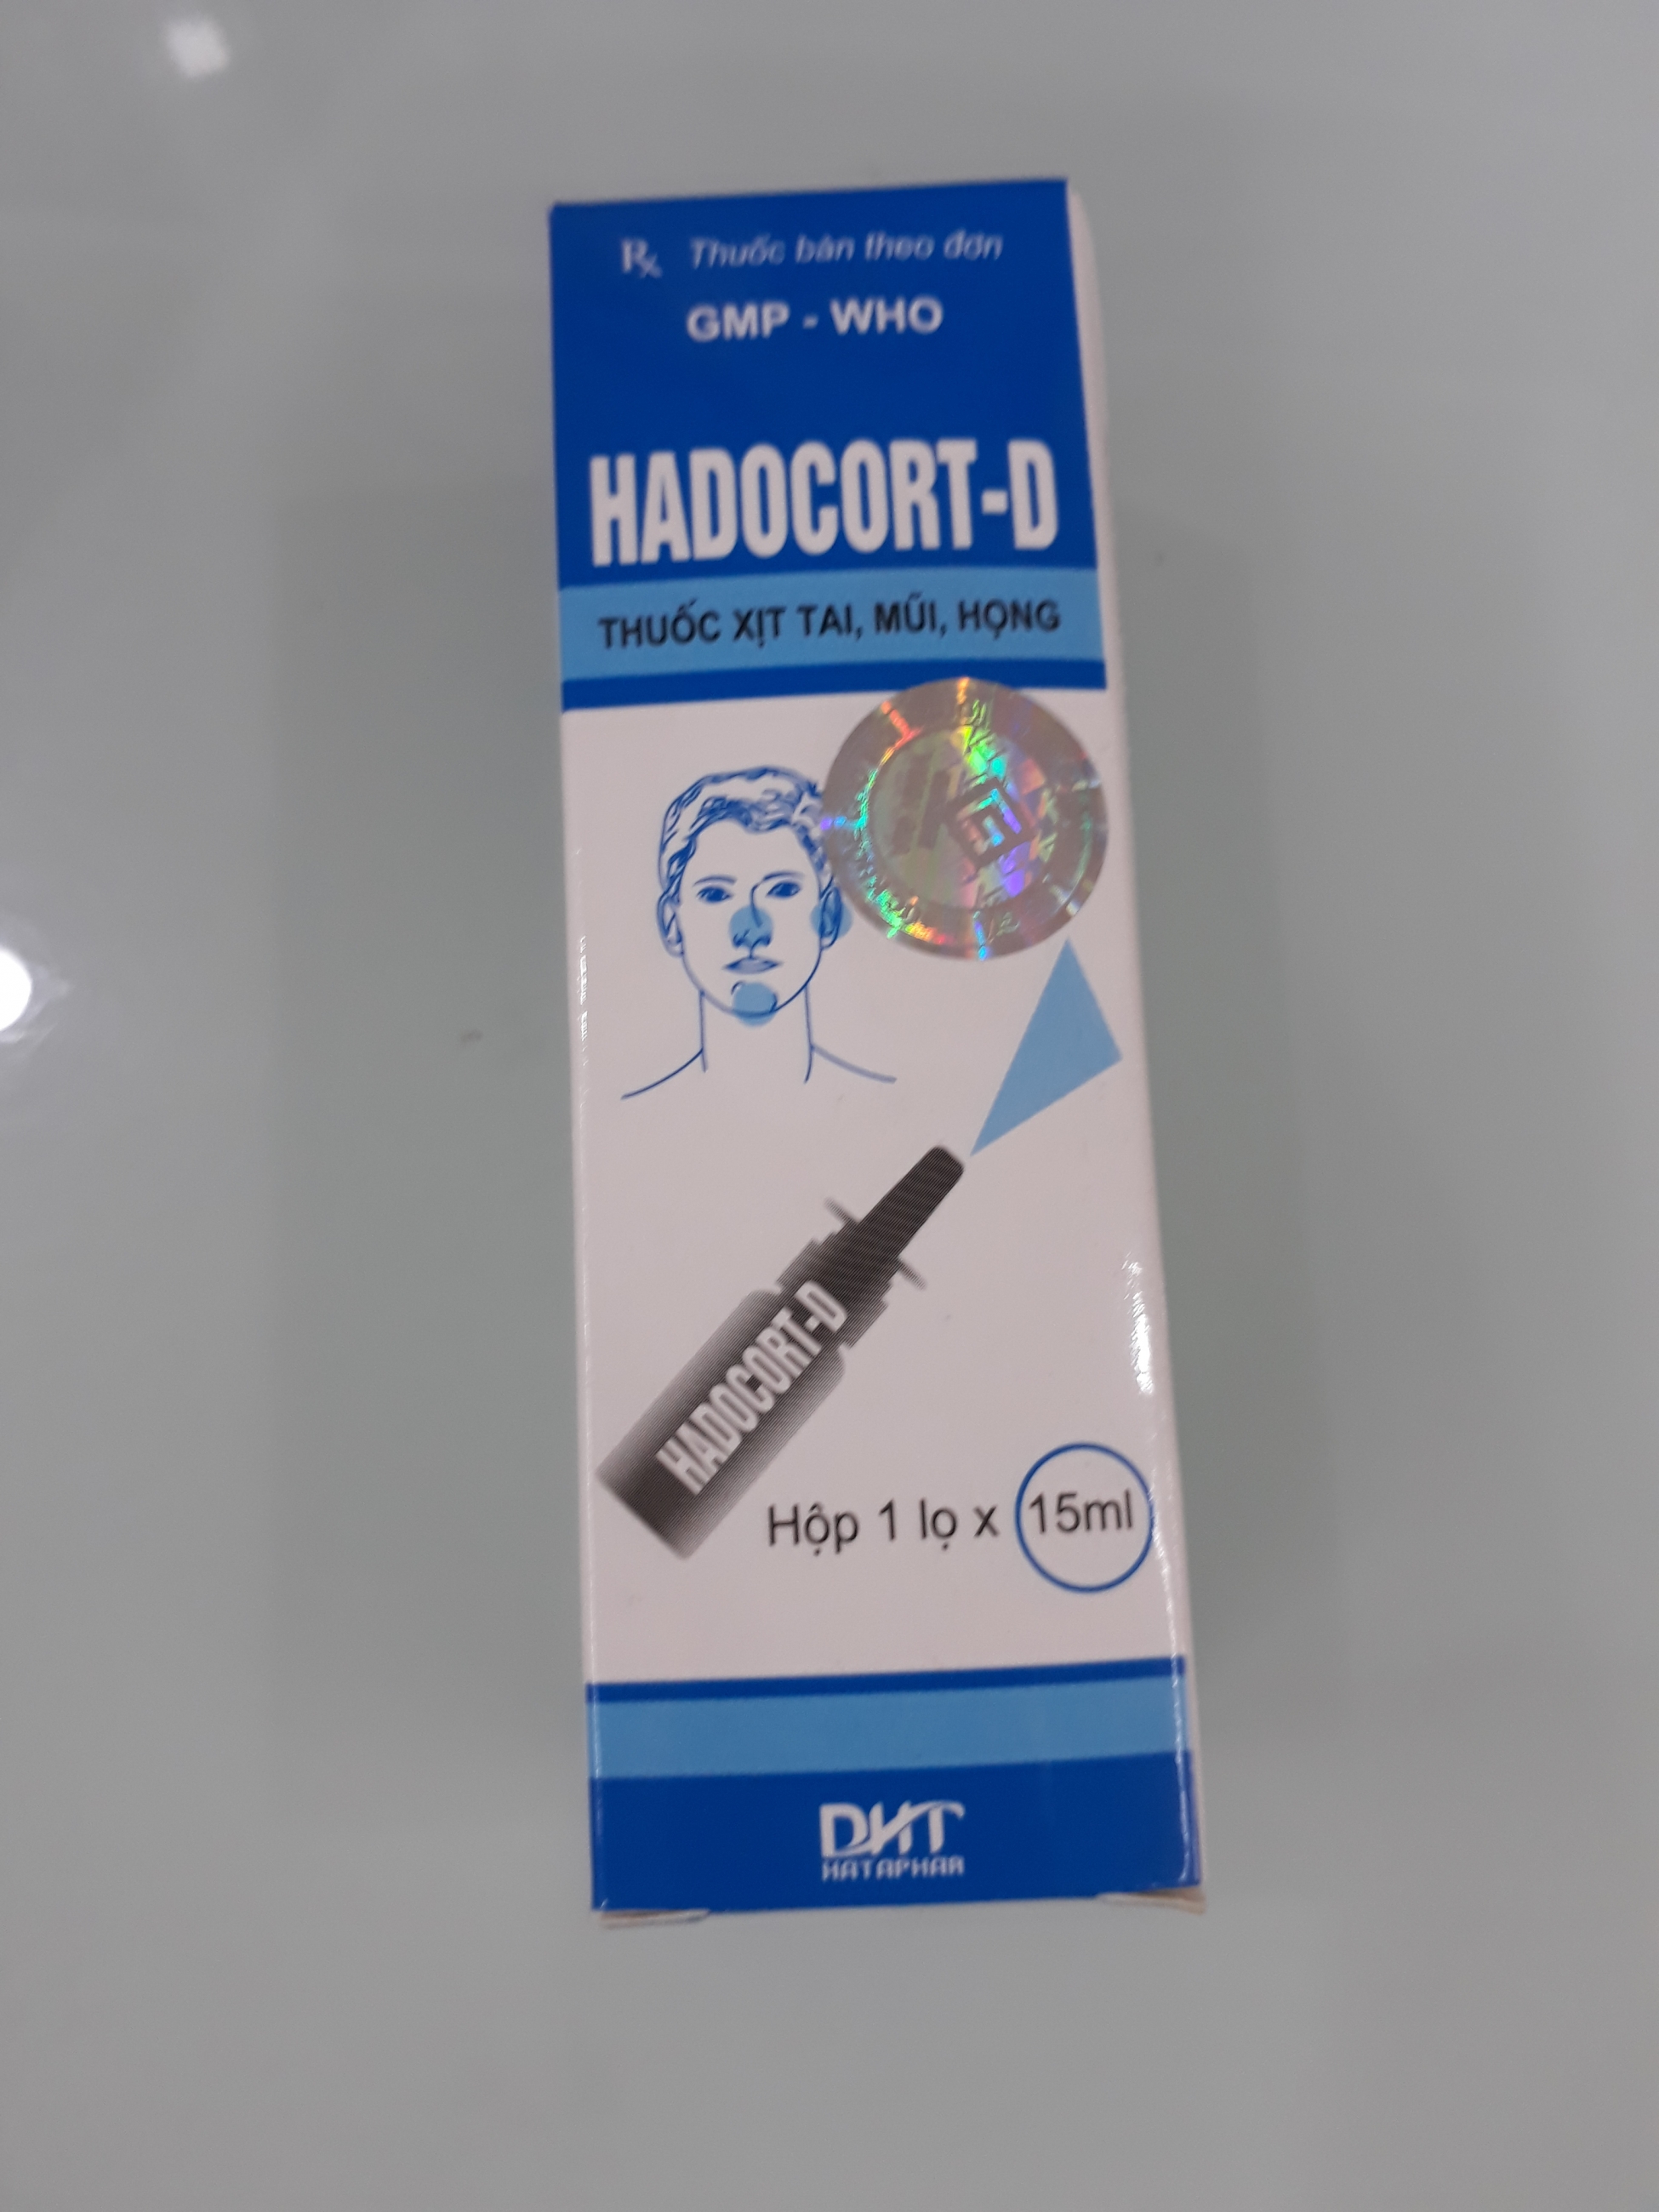 Rx Thuốc bán theo đơn
GMP - WHO
HADOCORT-D
THUỐC XỊT TAI, MŨI, HỌNG
HADOCORT-D
Hộp 1 lọ x 15ml
DHT
HATAPHAR